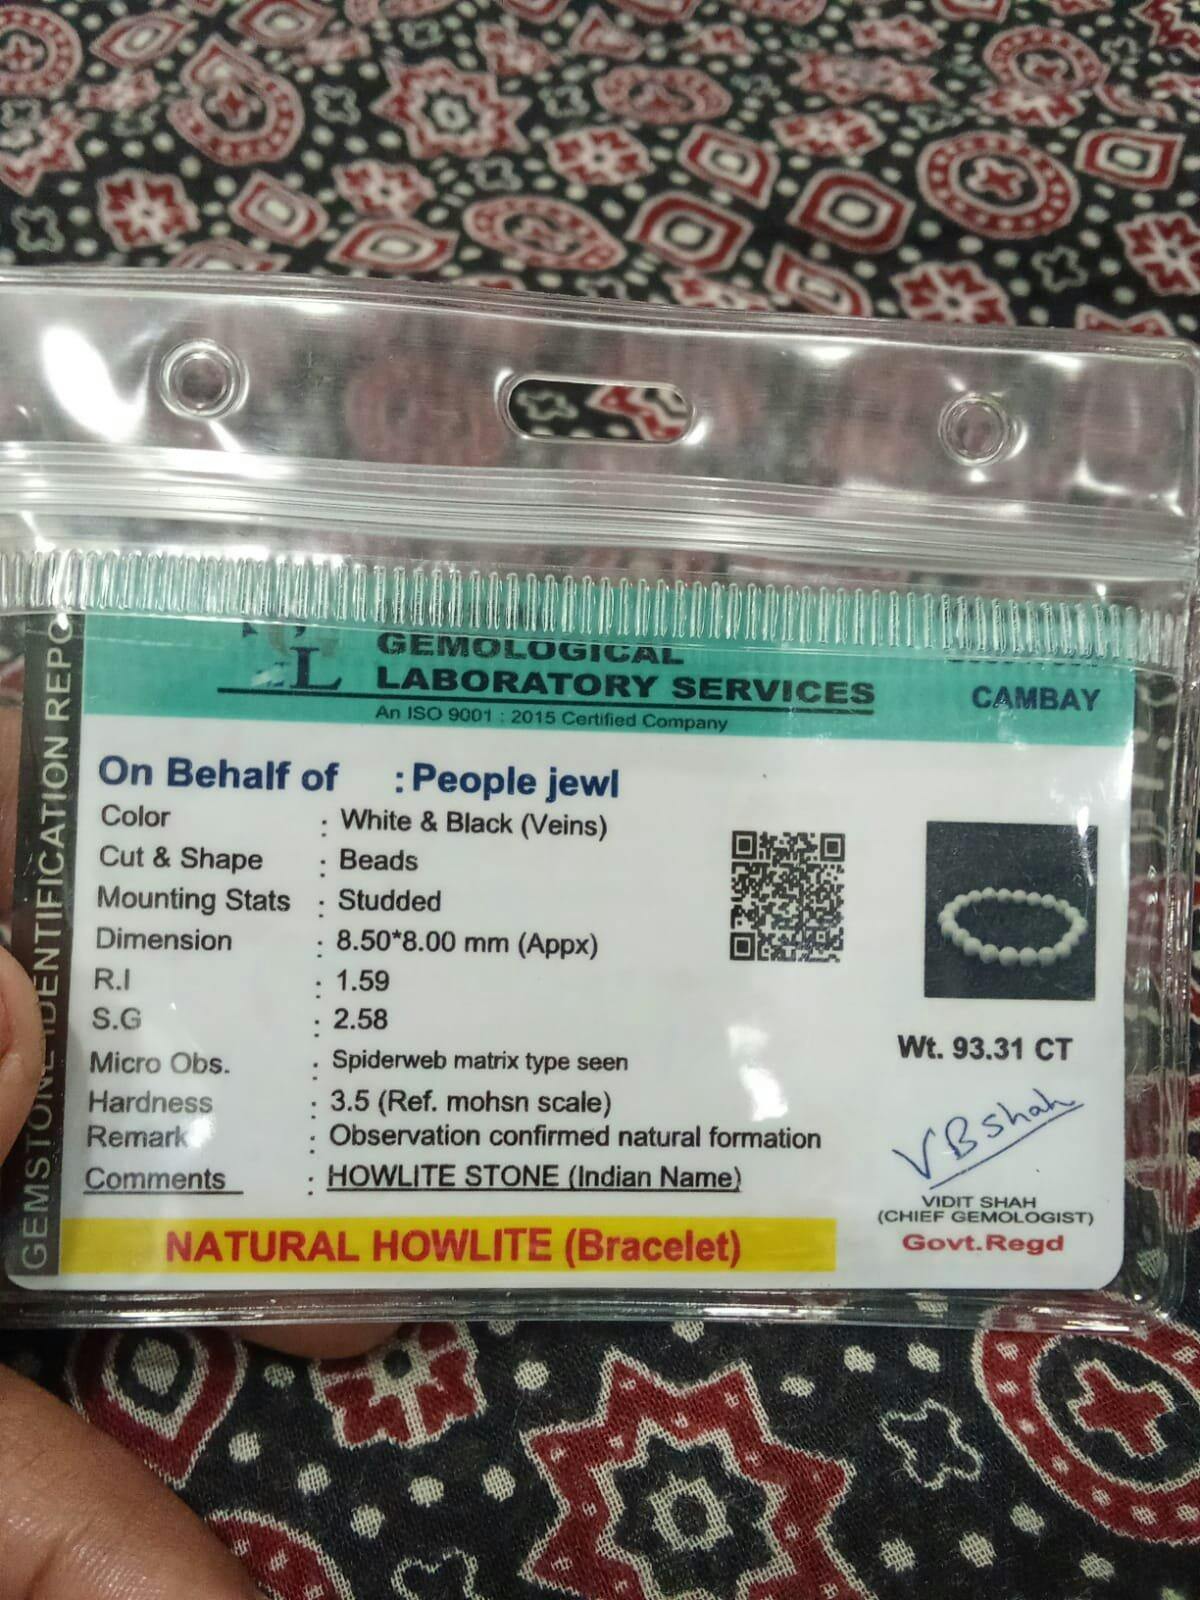 GEMOLOGICAL
LABORATORY SERVICES
An ISO 9001 : 2015 Certified Company
CAMBAY
GL
GEMSTONE IDENTIFICATION
On Behalf of : People jewl
Color : White & Black (Veins)
Cut & Shape : Beads
Mounting Stats : Studded
Dimension : 8.50*8.00 mm (Appx)
R.I : 1.59
S.G : 2.58
Micro Obs. : Spiderweb matrix type seen
Hardness : 3.5 (Ref. mohsn scale)
Remark : Observation confirmed natural formation
Comments : HOWLITE STONE (Indian Name)
NATURAL HOWLITE (Bracelet)
Wt. 93.31 CT
VBshah
VIDIT SHAH
(CHIEF GEMOLOGIST)
Govt.Regd